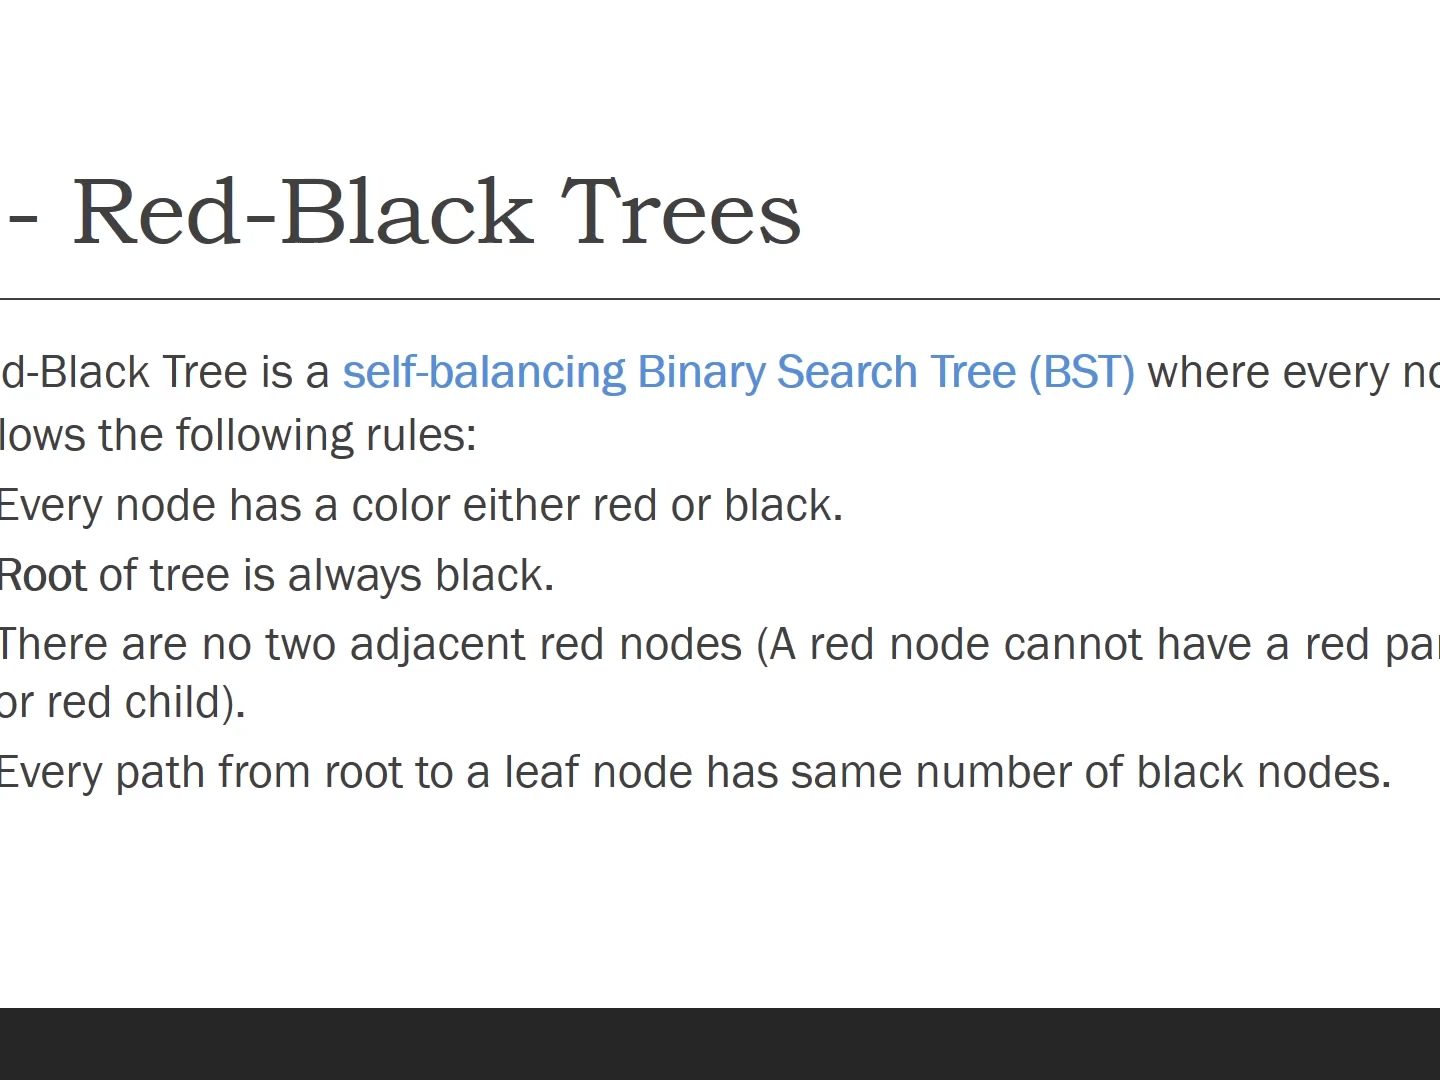 - Red-Black Trees
d-Black Tree is a self-balancing Binary Search Tree (BST) where every no
lows the following rules:
Every node has a color either red or black.
Root of tree is always black.
There are no two adjacent red nodes (A red node cannot have a red par
or red child).
Every path from root to a leaf node has same number of black nodes.